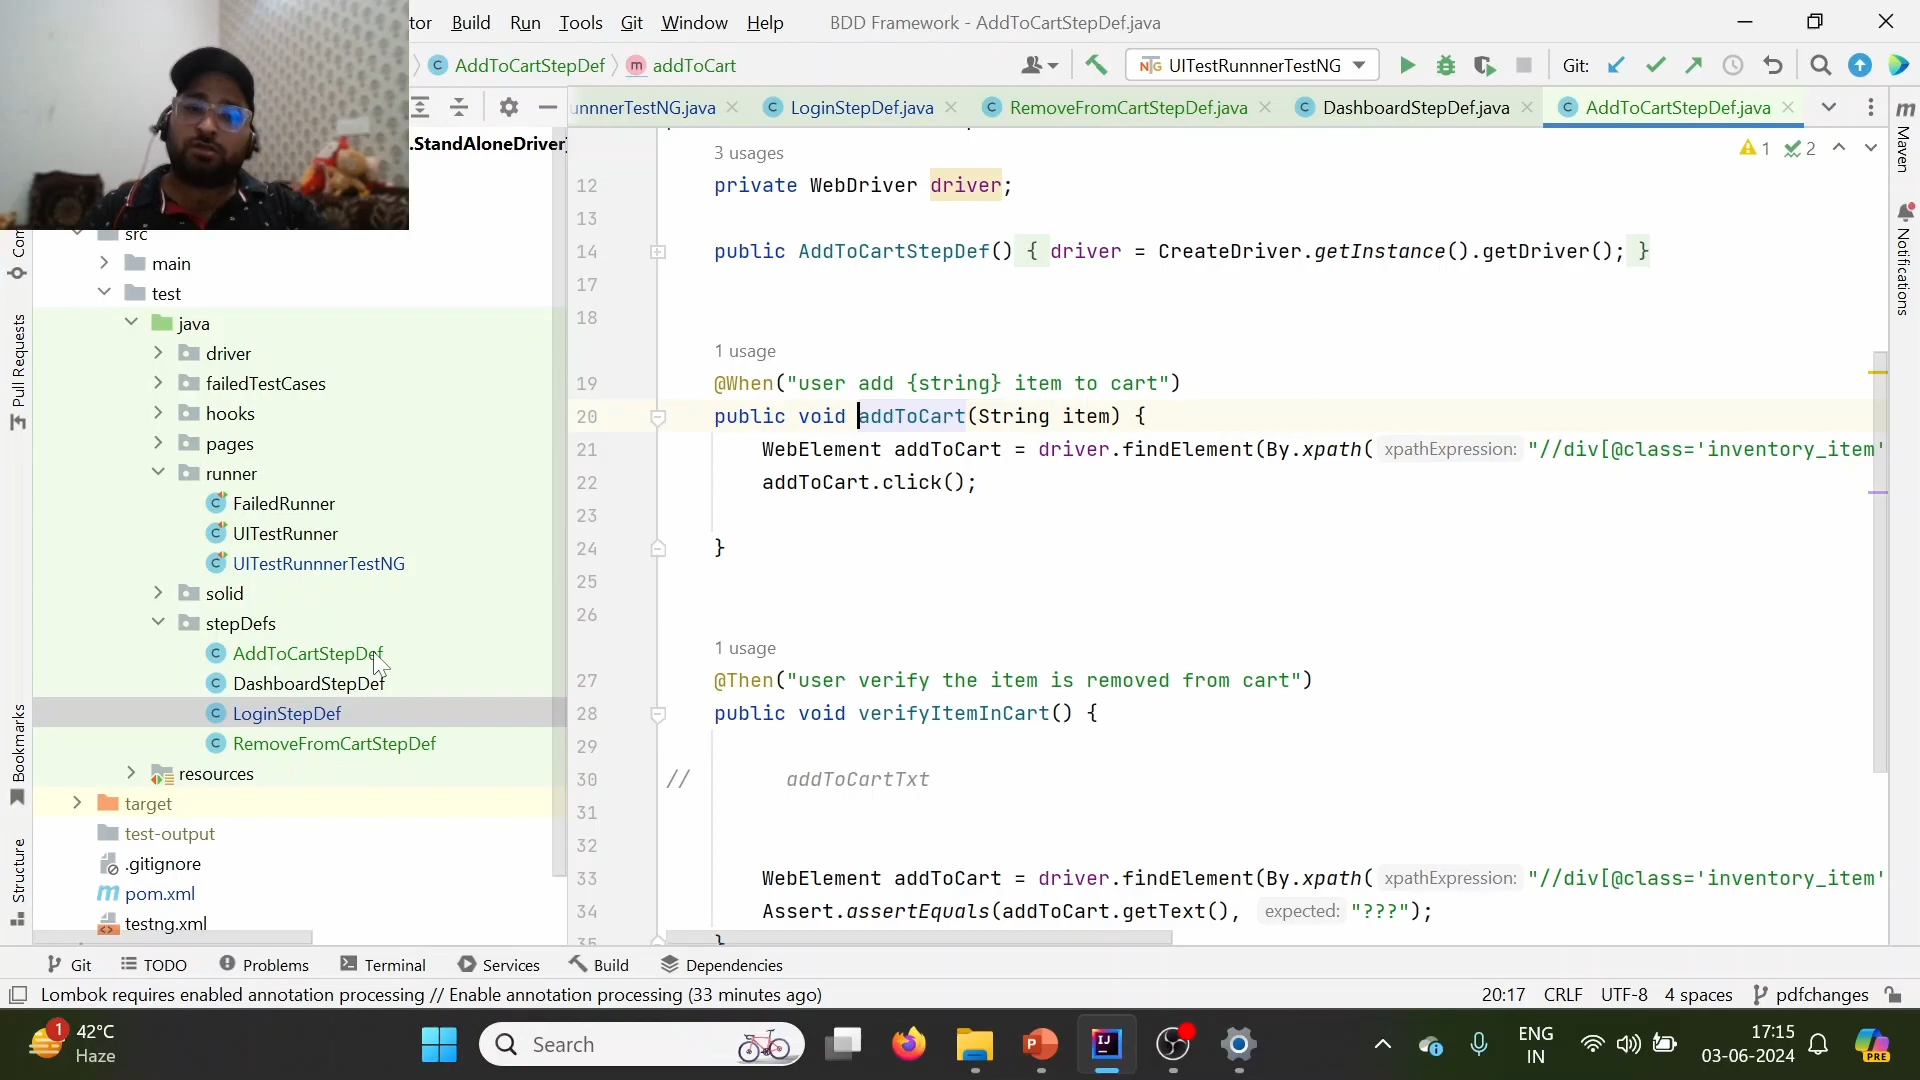 tor Build Run Tools Git Window Help BDD Framework - AddToCartStepDef.java
AddToCartStepDef m addToCart UITestRunnnerTestNG Git:
unnnerTestNG.java LoginStepDef.java RemoveFromCartStepDef.java DashboardStepDef.java AddToCartStepDef.java
.StandAloneDriver
src
main
test
java
driver
failedTestCases
hooks
pages
runner
FailedRunner
UITestRunner
UITestRunnnerTestNG
solid
stepDefs
AddToCartStepDef
DashboardStepDef
LoginStepDef
RemoveFromCartStepDef
resources
target
test-output
.gitignore
pom.xml
testng.xml
Com
Pull Requests
Bookmarks
Structure
3 usages
1 2
12 private WebDriver driver;
13
14 public AddToCartStepDef() { driver = CreateDriver.getInstance().getDriver(); }
17
18
1 usage
19 @When("user add {string} item to cart")
20 public void addToCart(String item) {
21 WebElement addToCart = driver.findElement(By.xpath( xpathExpression: "//div[@class='inventory_item'
22 addToCart.click();
23
24 }
25
26
1 usage
27 @Then("user verify the item is removed from cart")
28 public void verifyItemInCart() {
29
30 // addToCartTxt
31
32
33 WebElement addToCart = driver.findElement(By.xpath( xpathExpression: "//div[@class='inventory_item'
34 Assert.assertEquals(addToCart.getText(), expected: "???");
35 }
m Maven
Notifications
Git TODO Problems Terminal Services Build Dependencies
Lombok requires enabled annotation processing // Enable annotation processing (33 minutes ago) 20:17 CRLF UTF-8 4 spaces pdfchanges
1 42°C
Haze
Search
ENG
IN
17:15
03-06-2024
PRE